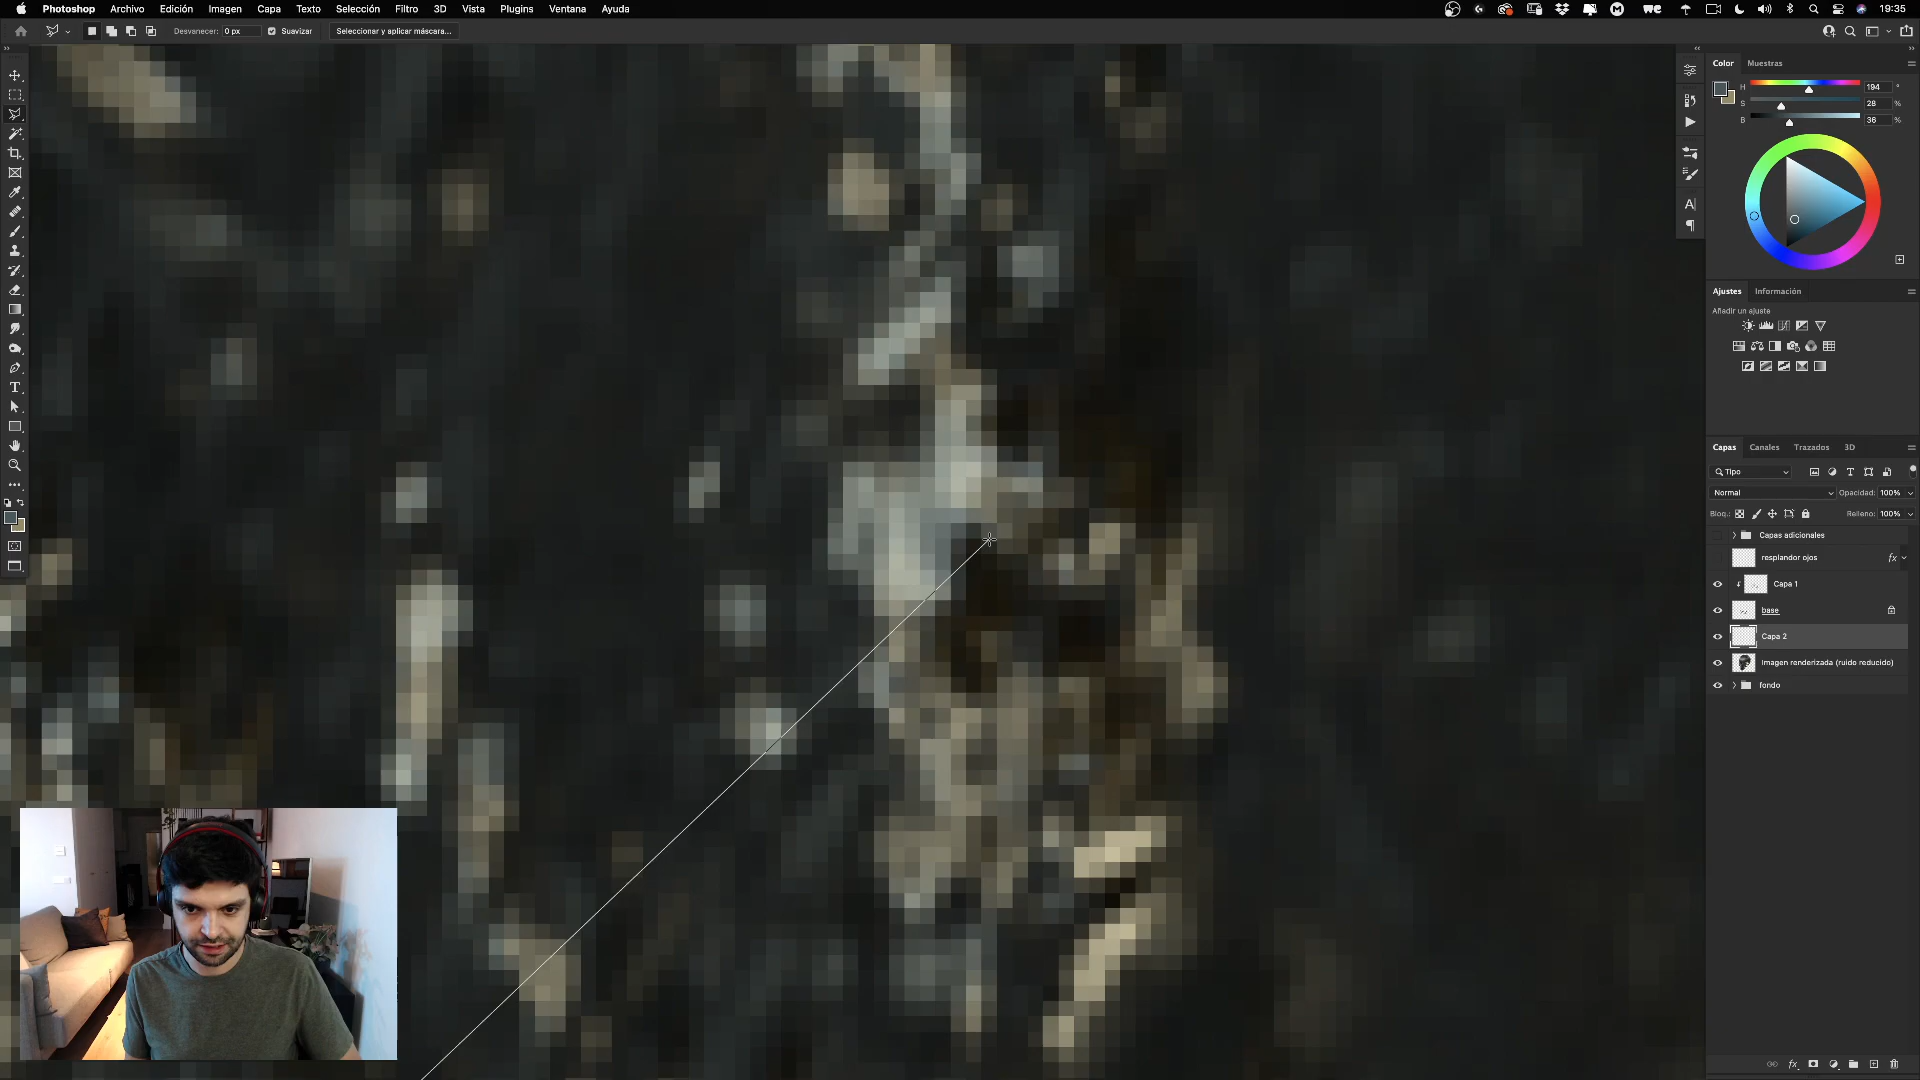 Photoshop Archivo Edición Imagen Capa Texto Selección Filtro 3D Vista Plugins Ventana Ayuda 19:35
Desvanecer: 0 px Suavizar Seleccionar y aplicar máscara...
Color Muestras
H 194 °
S 28 %
B 36 %
Ajustes Información
Añadir un ajuste
Capas Canales Trazados 3D
Tipo
Normal Opacidad: 100%
Bloq.: Relleno: 100%
Capas adicionales
resplandor ojos fx
Capa 1
base
Capa 2
Imagen renderizada (ruido reducido)
fondo
fx